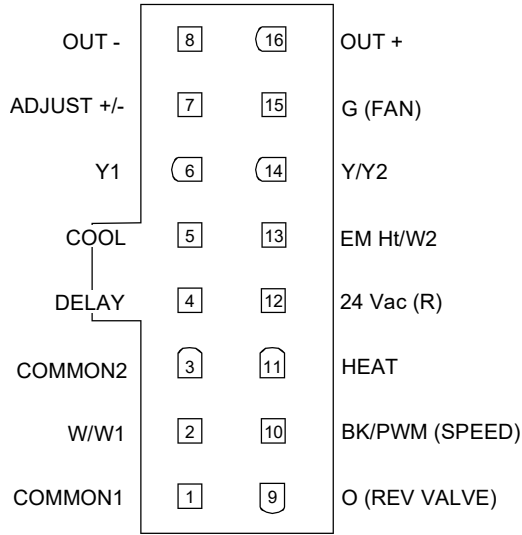 OUT - 8 16 OUT +
ADJUST +/- 7 15 G (FAN)
Y1 6 14 Y/Y2
COOL 5 13 EM Ht/W2
DELAY 4 12 24 Vac (R)
COMMON2 3 11 HEAT
W/W1 2 10 BK/PWM (SPEED)
COMMON1 1 9 O (REV VALVE)